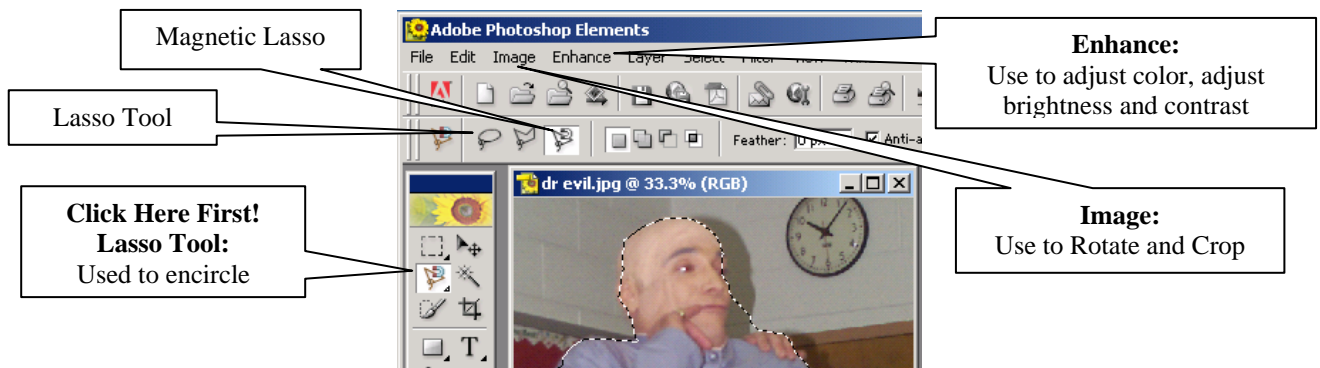 Magnetic Lasso
Lasso Tool
Click Here First!
Lasso Tool:
Used to encircle
Adobe Photoshop Elements
File Edit Image Enhance Layer Select Filter
Feather: 0 px Anti-a
dr evil.jpg @ 33.3% (RGB)
T
Enhance:
Use to adjust color, adjust
brightness and contrast
Image:
Use to Rotate and Crop